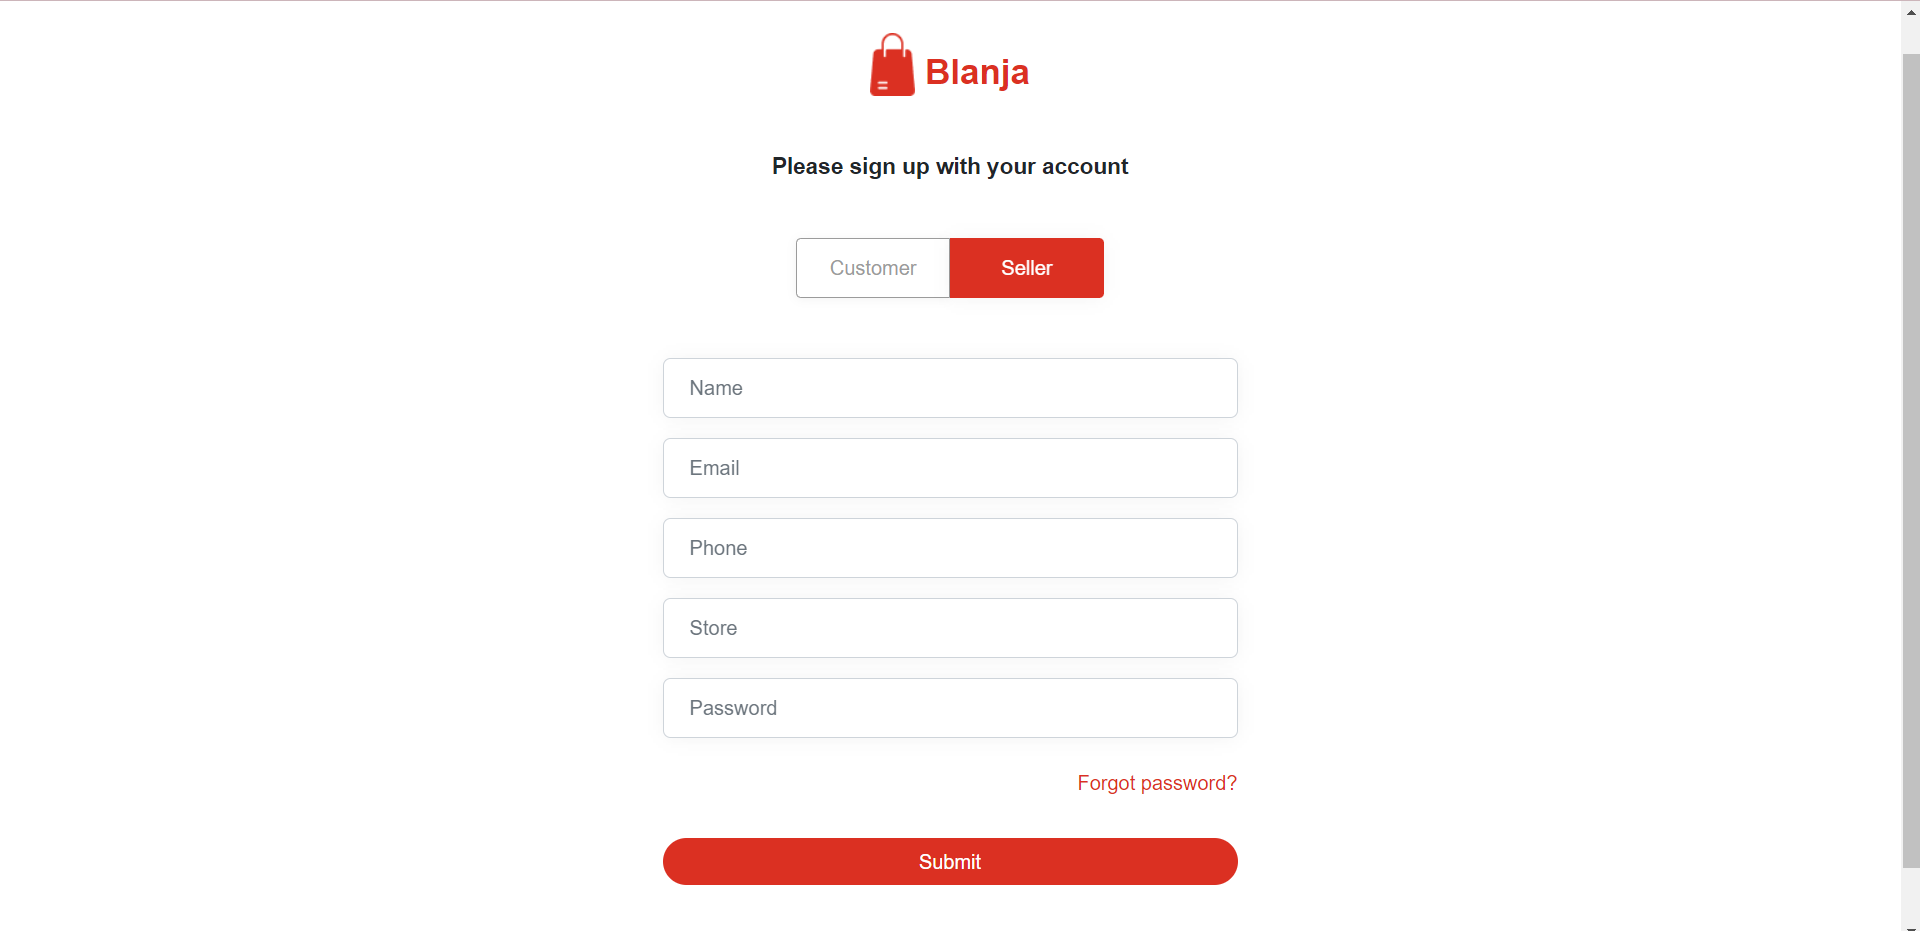 Blanja
Please sign up with your account
Customer Seller
Name
Email
Phone
Store
Password
Forgot password?
Submit